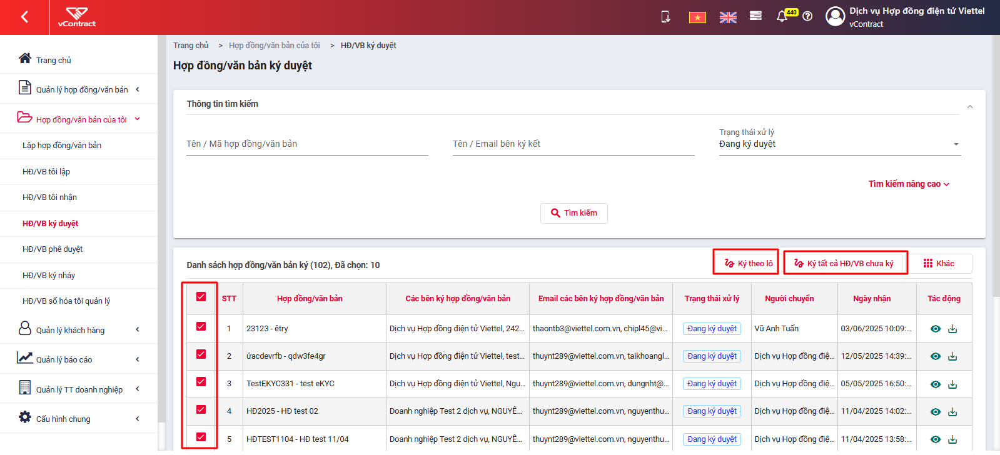 vContract
440
Dịch vụ Hợp đồng điện tử Viettel
vContract
Trang chủ
Quản lý hợp đồng/văn bản
Hợp đồng/văn bản của tôi
Lập hợp đồng/văn bản
HĐ/VB tôi lập
HĐ/VB tôi nhận
HĐ/VB ký duyệt
HĐ/VB phê duyệt
HĐ/VB ký nháy
HĐ/VB số hóa tôi quản lý
Quản lý khách hàng
Quản lý báo cáo
Quản lý TT doanh nghiệp
Cấu hình chung
Trang chủ > Hợp đồng/văn bản của tôi > HĐ/VB ký duyệt
Hợp đồng/văn bản ký duyệt
Thông tin tìm kiếm
Tên / Mã hợp đồng/văn bản
Tên / Email bên ký kết
Trạng thái xử lý
Đang ký duyệt
Tìm kiếm nâng cao
Tìm kiếm
Danh sách hợp đồng/văn bản ký (102), Đã chọn: 10
Ký theo lô
Ký tất cả HĐ/VB chưa ký
Khác
STT Hợp đồng/văn bản Các bên ký hợp đồng/văn bản Email các bên ký hợp đồng/văn bản Trạng thái xử lý Người chuyển Ngày nhận Tác động
1 23123 - êtry Dịch vụ Hợp đồng điện tử Viettel, 242... thaontb3@viettel.com.vn, chipl45@vi... Đang ký duyệt Vũ Anh Tuấn 03/06/2025 10:09:...
2 ứacdevrfb - qdw3fe4gr Dịch vụ Hợp đồng điện tử Viettel, test... thuynt289@viettel.com.vn, taikhoangl... Đang ký duyệt Dịch vụ Hợp đồng điệ... 12/05/2025 14:39:...
3 TestEKYC331 - test eKYC Dịch vụ Hợp đồng điện tử Viettel, Ngu... thuynt289@viettel.com.vn, dungnht@... Đang ký duyệt Dịch vụ Hợp đồng điệ... 05/05/2025 16:50:...
4 HĐ2025 - HĐ test 02 Doanh nghiệp Test 2 dịch vụ, NGUYÊ... thuynt289@viettel.com.vn, nguyenthu... Đang ký duyệt Dịch vụ Hợp đồng điệ... 11/04/2025 14:02:...
5 HĐTEST1104 - HĐ test 11/04 Doanh nghiệp Test 2 dịch vụ, NGUYÊ... thuynt289@viettel.com.vn, nguyenthu... Đang ký duyệt Dịch vụ Hợp đồng điệ... 11/04/2025 13:58:...